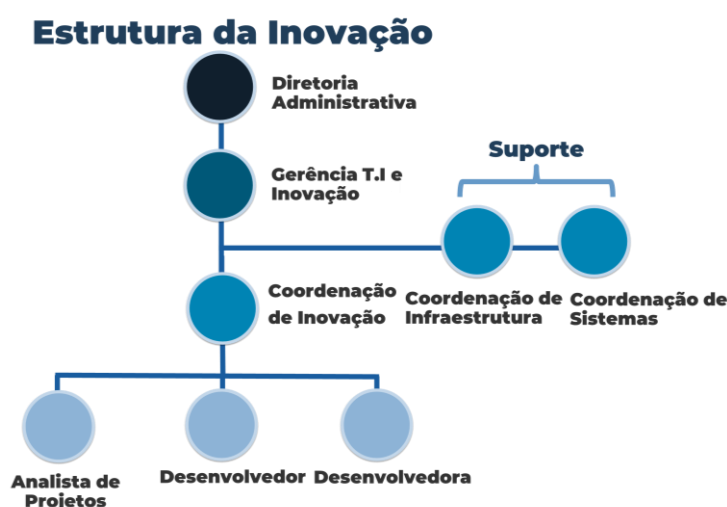 Estrutura da Inovação
Diretoria
Administrativa
Gerência T.I e
Inovação
Suporte
Coordenação
de Inovação
Coordenação de
Infraestrutura
Coordenação de
Sistemas
Analista de
Projetos
Desenvolvedor
Desenvolvedora